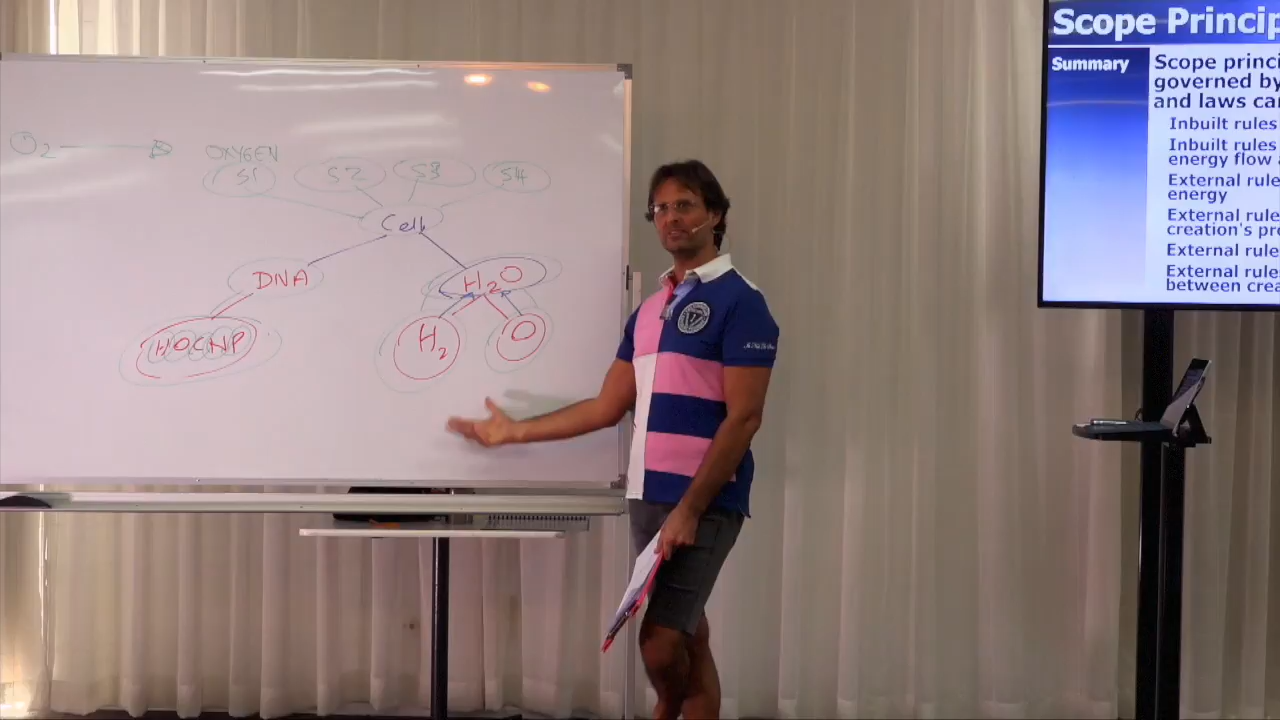 O2
OXYGEN
S1 S2 S3 S4
Cell
DNA H2O
HOCNP H2 O
Scope Princip
Summary
Scope princi
governed by
and laws ca
Inbuilt rules
Inbuilt rules
energy flow
External rule
energy
External rule
creation's pr
External rule
External rule
between crea